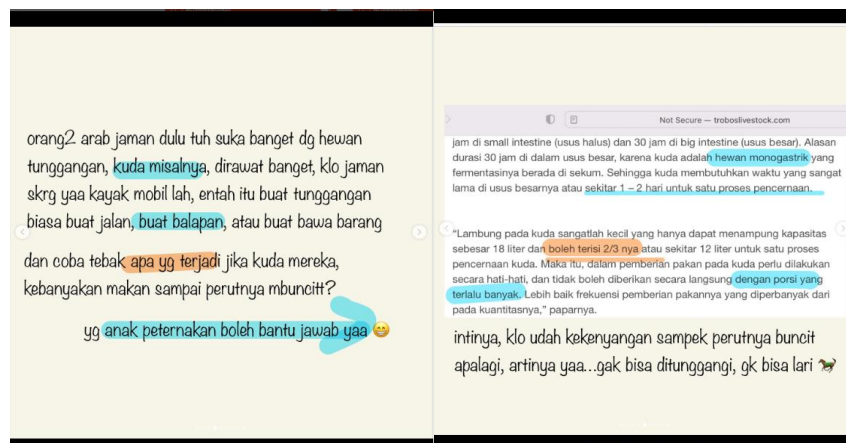 orang2 arab jaman dulu tuh suka banget dg hewan
tunggangan, kuda misalnya, dirawat banget, klo jaman
skrg yaa kayak mobil lah, entah itu buat tunggangan
biasa buat jalan, buat balapan, atau buat bawa barang
dan coba tebak apa yg terjadi jika kuda mereka,
kebanyakan makan sampai perutnya mbuncitt?
yg anak peternakan boleh bantu jawab yaa 😁
Not Secure — troboslivestock.com
jam di small intestine (usus halus) dan 30 jam di big intestine (usus besar). Alasan
durasi 30 jam di dalam usus besar, karena kuda adalah hewan monogastrik yang
fermentasinya berada di sekum. Sehingga kuda membutuhkan waktu yang sangat
lama di usus besarnya atau sekitar 1 – 2 hari untuk satu proses pencernaan.
“Lambung pada kuda sangatlah kecil yang hanya dapat menampung kapasitas
sebesar 18 liter dan boleh terisi 2/3 nya atau sekitar 12 liter untuk satu proses
pencernaan kuda. Maka itu, dalam pemberian pakan pada kuda perlu dilakukan
secara hati-hati, dan tidak boleh diberikan secara langsung dengan porsi yang
terlalu banyak. Lebih baik frekuensi pemberian pakannya yang diperbanyak dari
pada kuantitasnya,” paparnya.
intinya, klo udah kekenyangan sampek perutnya buncit
apalagi, artinya yaa...gak bisa ditunggangi, gk bisa lari 🐎